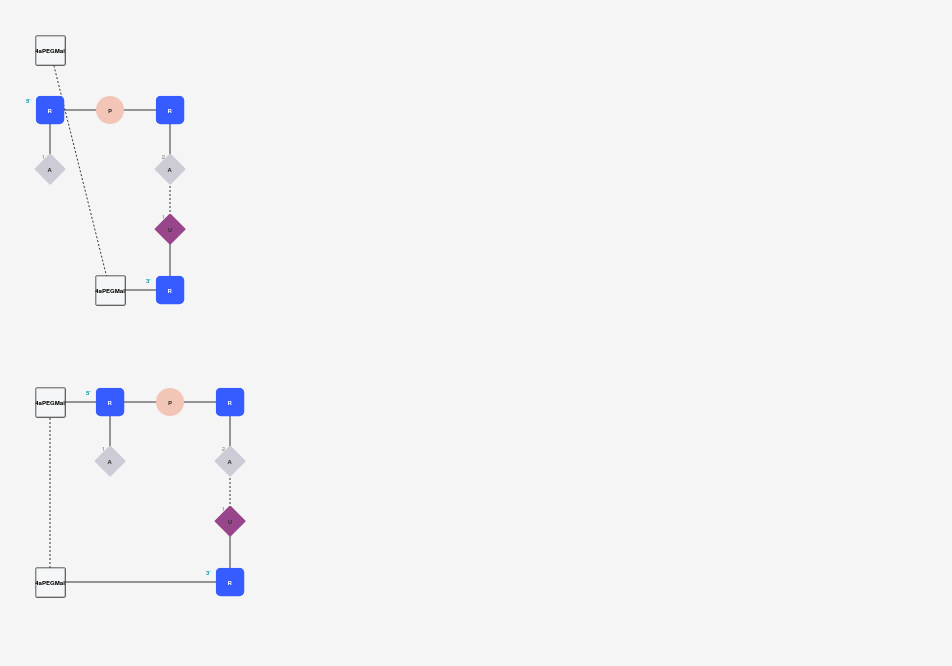 4aPEGMal
5'
R P R
1 2
A A
1
U
3'
4aPEGMal R
4aPEGMal 5' R P R
1 2
A A
1
U
3'
4aPEGMal R